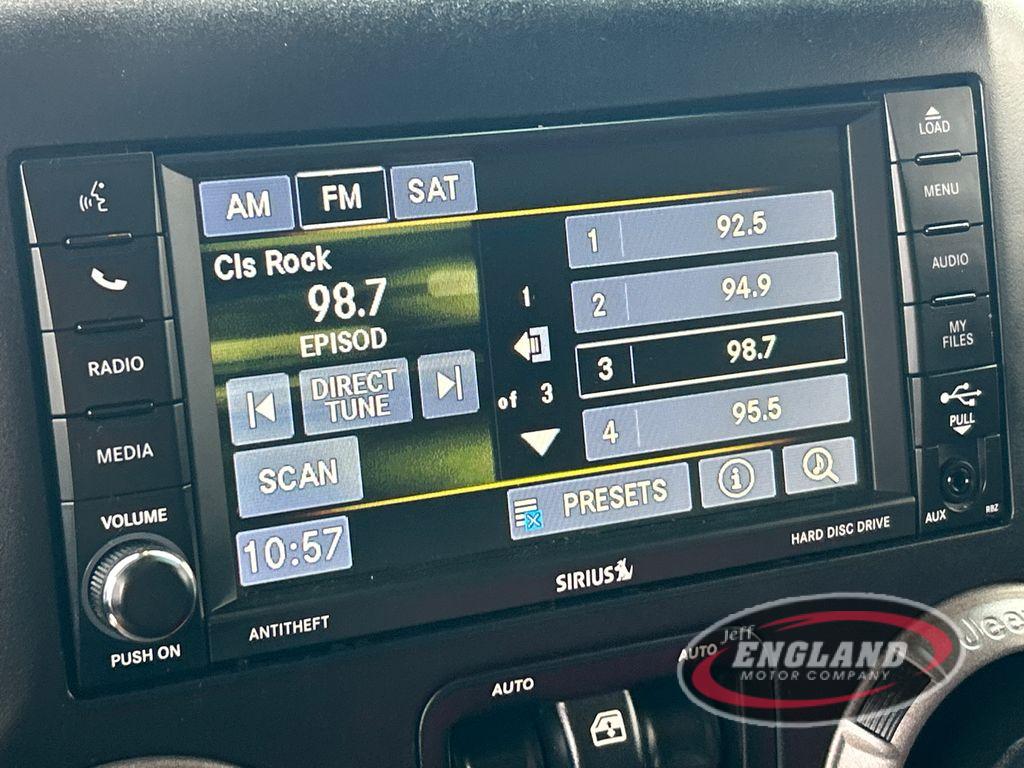 LOAD
MENU
AUDIO
MY
FILES
PULL
AUX
RBZ
RADIO
MEDIA
VOLUME
PUSH ON
AM FM SAT
Cls Rock
98.7
EPISOD
DIRECT
TUNE
SCAN
10:57
1
of 3
1 92.5
2 94.9
3 98.7
4 95.5
PRESETS
HARD DISC DRIVE
SIRIUS
ANTITHEFT
AUTO
AUTO
Jeff
ENGLAND
MOTOR COMPANY
Jeep